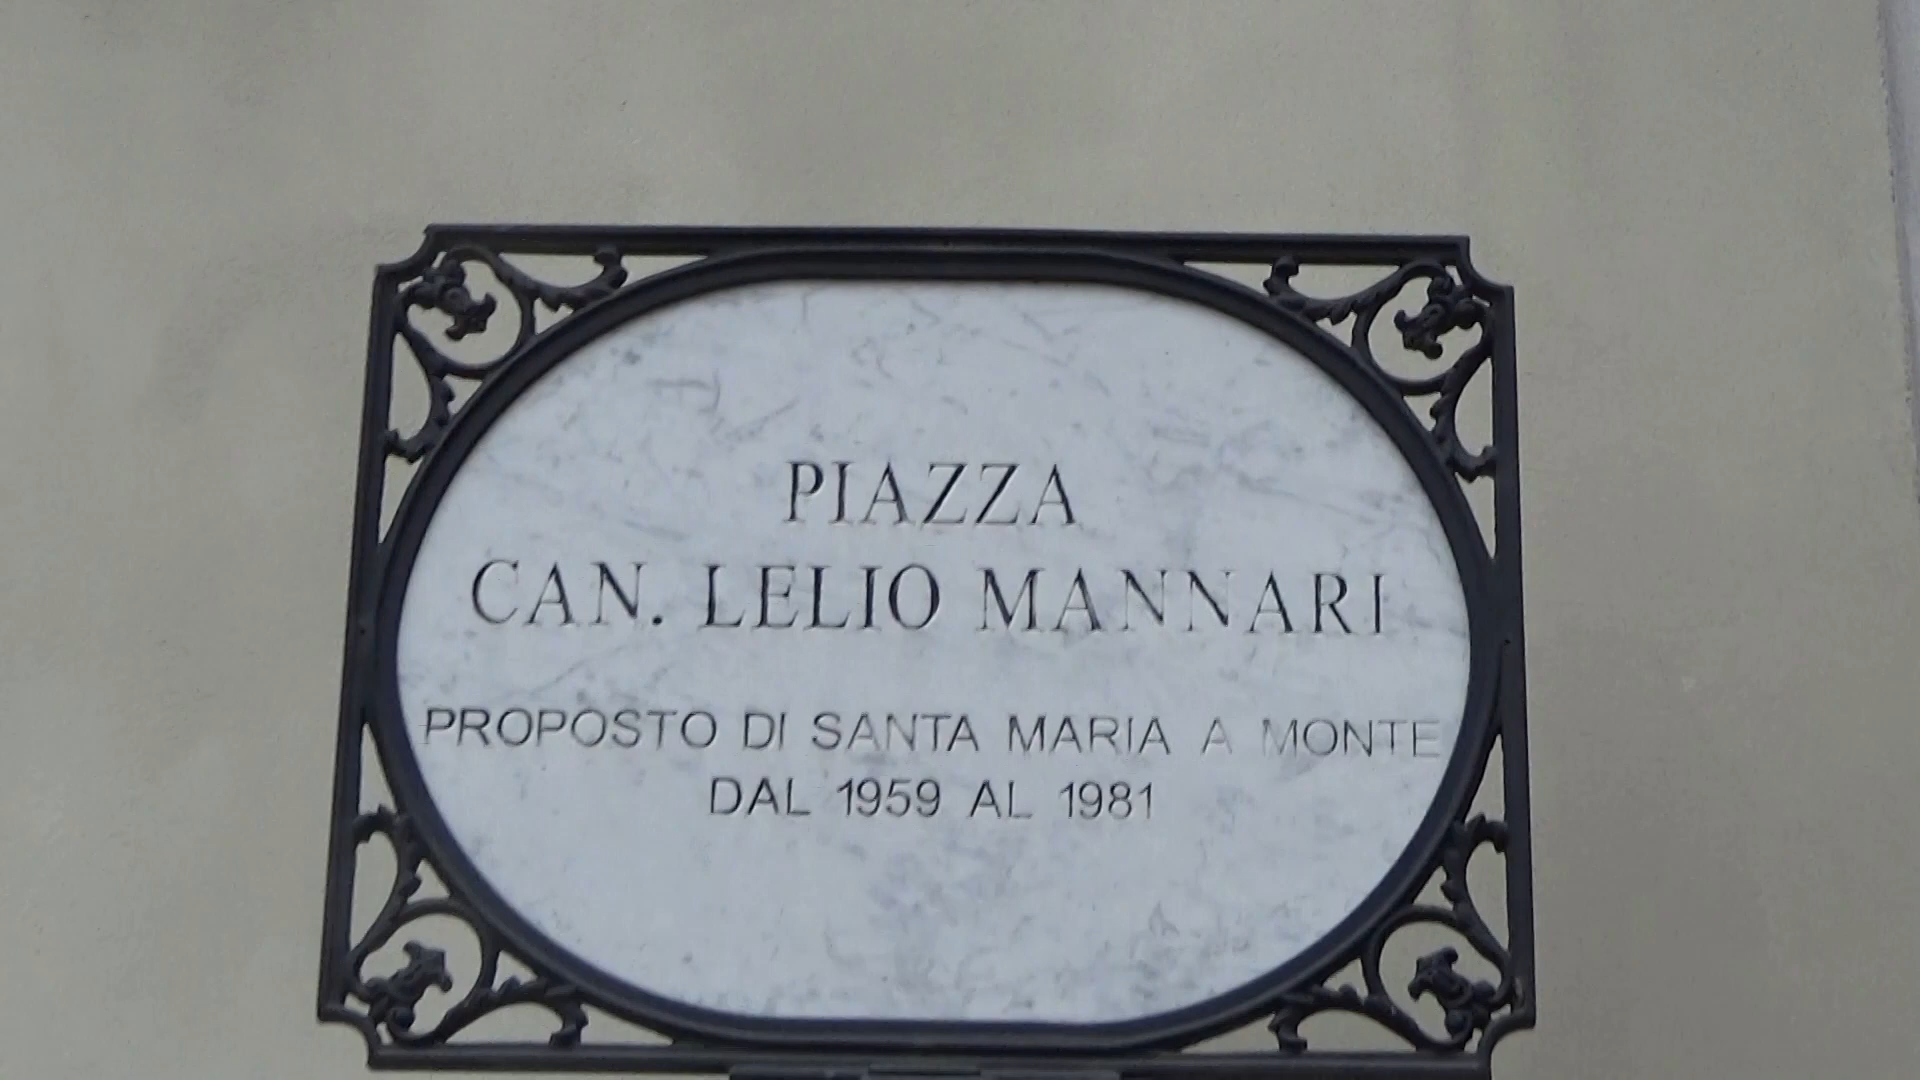 PIAZZA
CAN. LELIO MANNARI
PROPOSTO DI SANTA MARIA A MONTE
DAL 1959 AL 1981